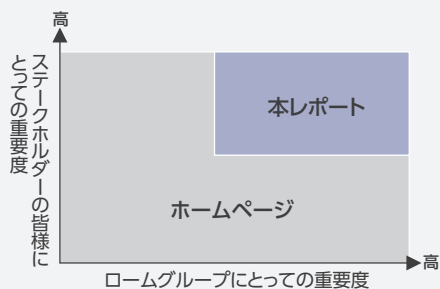 高
ステークホルダーの皆様に
とっての重要度
本レポート
ホームページ
高
ロームグループにとっての重要度